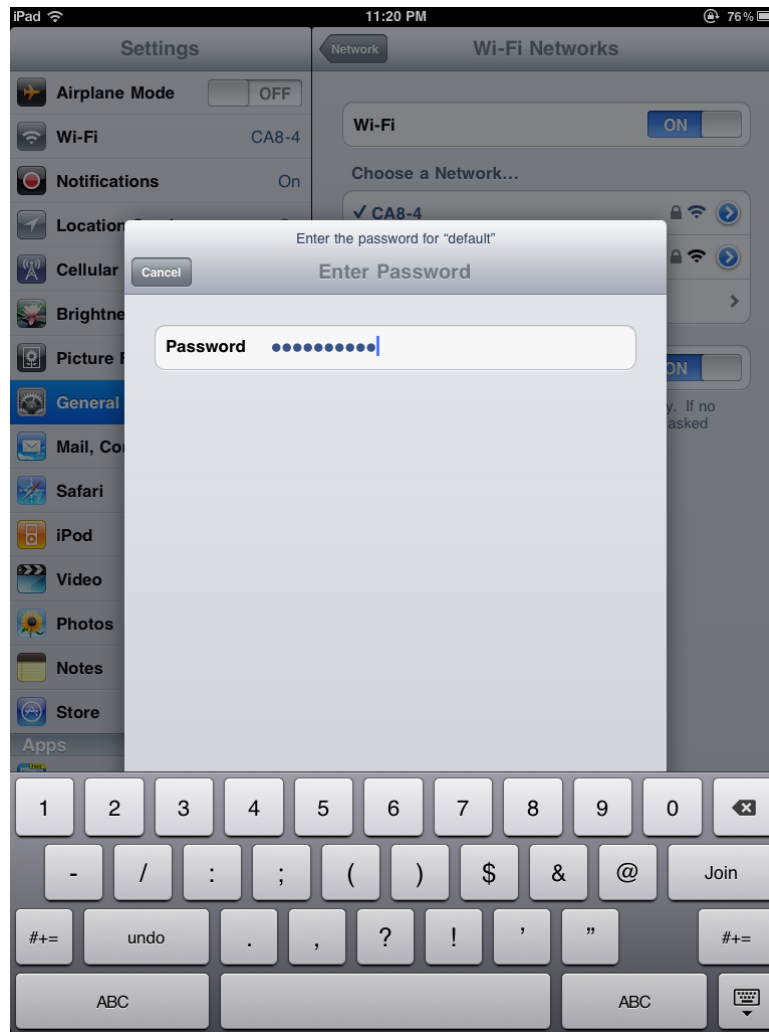 iPad 11:20 PM 76%
Settings
Network Wi-Fi Networks
Airplane Mode OFF
Wi-Fi CA8-4
Notifications On
Location
Cellular
Picture
General
Mail,
Safari
iPod
Video
Photos
Notes
Store
Apps
Wi-Fi ON
Choose a Network...
✓ CA8-4
ON
y. If no
asked
Enter the password for “default”
Cancel Enter Password
Password ••••••••••
1 2 3 4 5 6 7 8 9 0
- / : ; ( ) $ & @ Join
#+= undo . , ? ! ’ ” #+=
ABC ABC